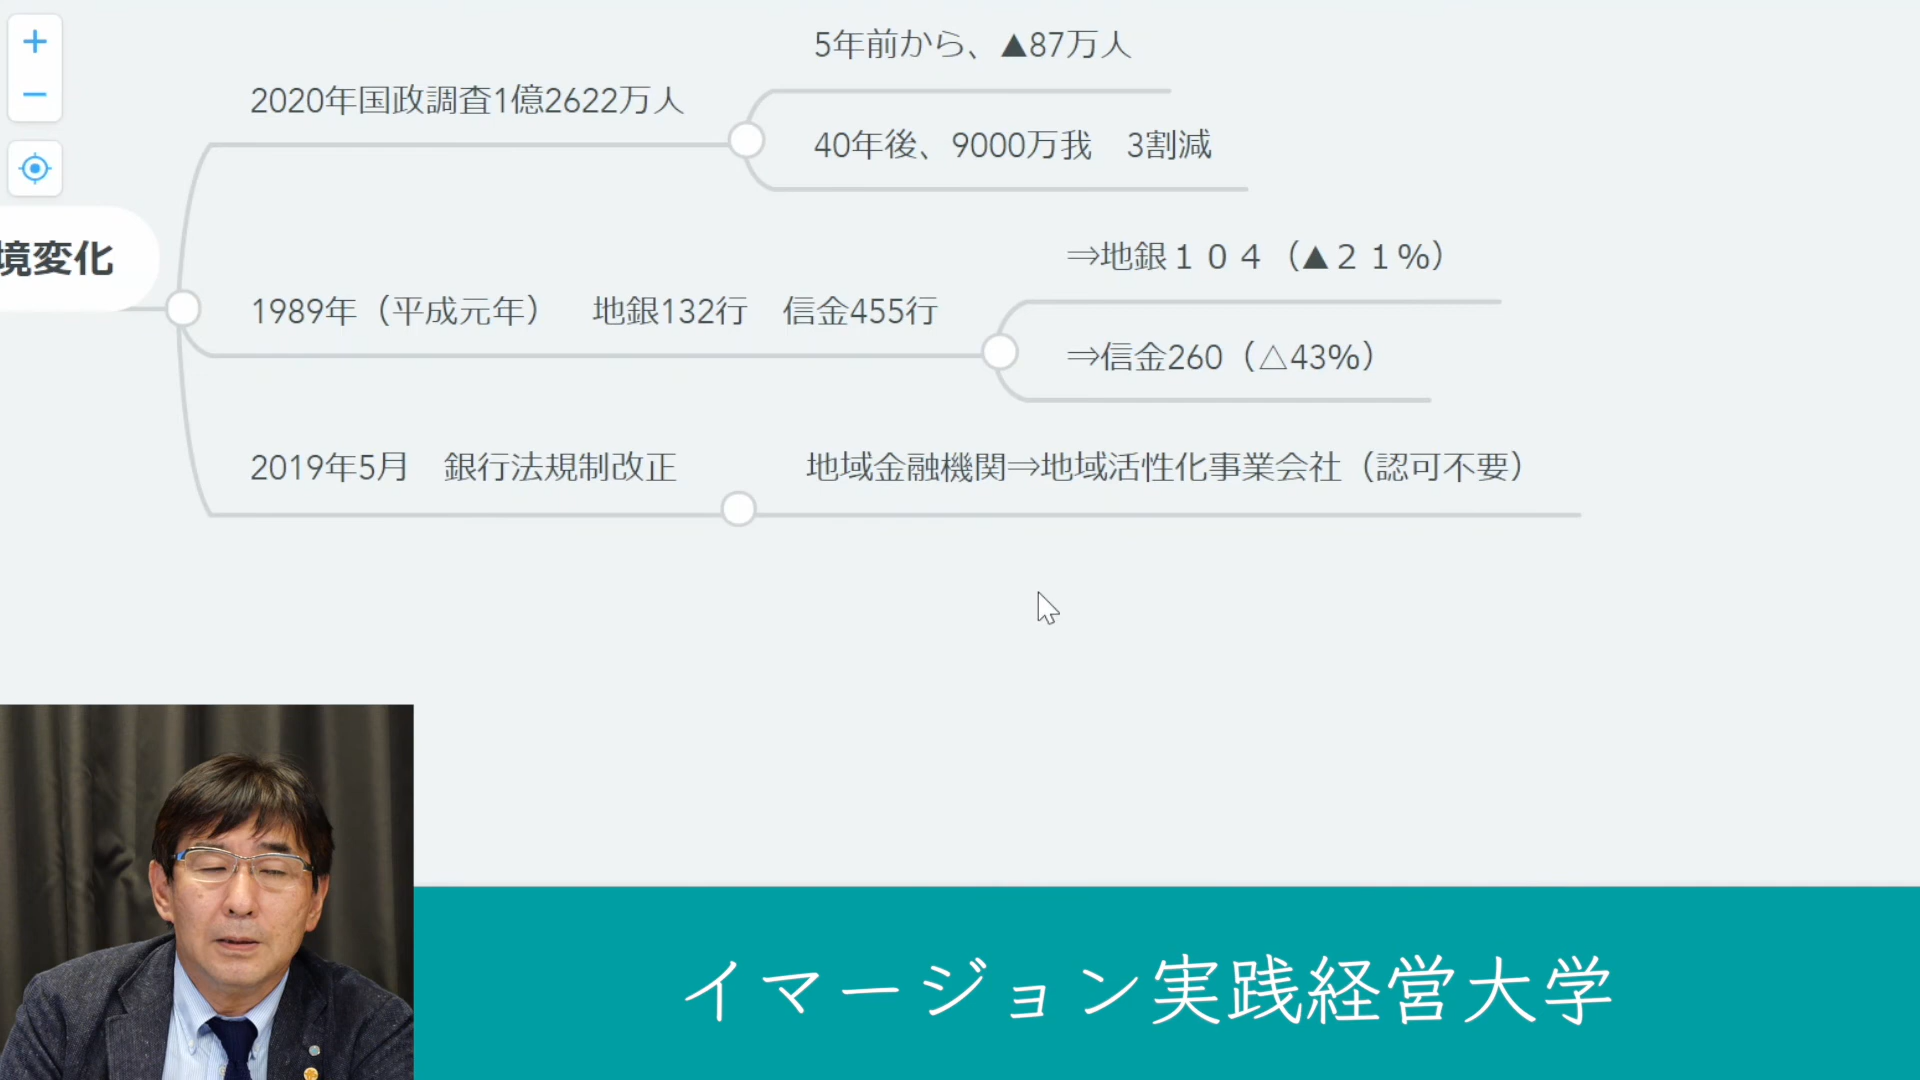 5年前から、▲87万人
2020年国政調査1億2622万人
40年後、9000万我　3割減
境変化
⇒地銀１０４（▲２１%）
1989年（平成元年）　地銀132行　信金455行
⇒信金260（△43%）
2019年5月　銀行法規制改正
地域金融機関⇒地域活性化事業会社（認可不要）
イマージョン実践経営大学